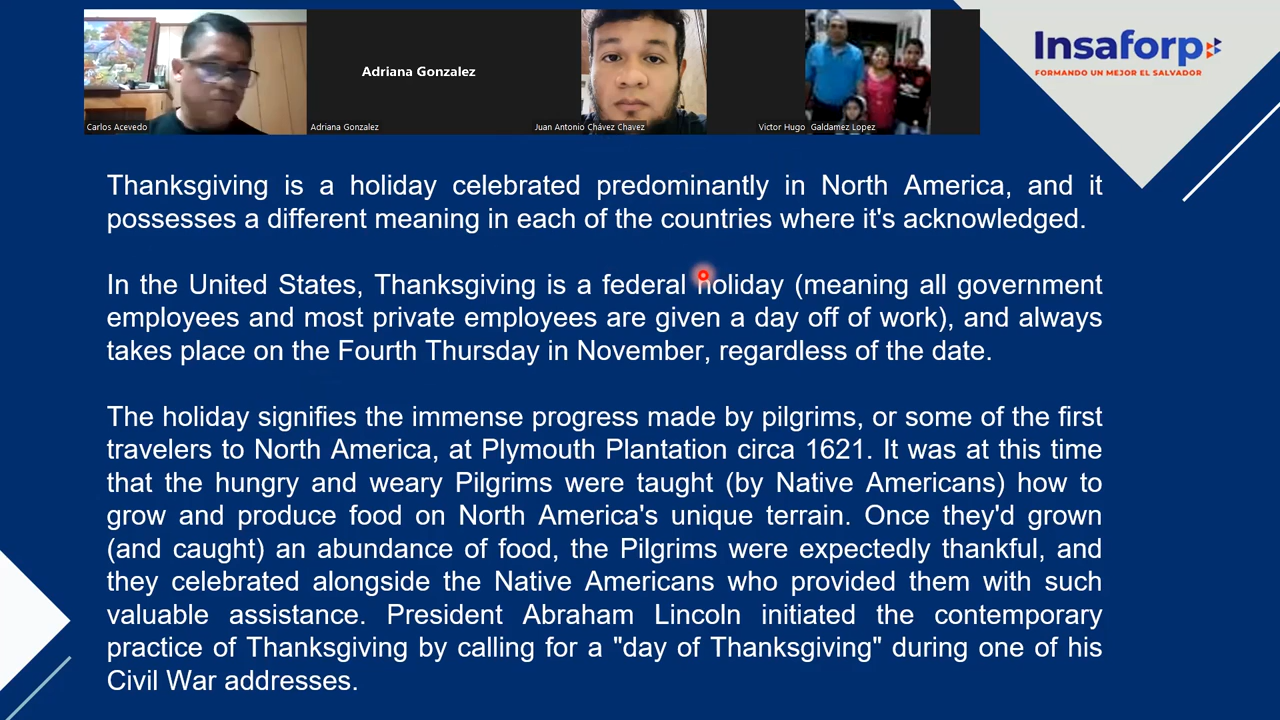 Adriana Gonzalez
Carlos Acevedo
Adriana Gonzalez
Juan Antonio Chávez Chavez
Victor Hugo Galdamez Lopez
Insaforp
FORMANDO UN MEJOR EL SALVADOR
Thanksgiving is a holiday celebrated predominantly in North America, and it
possesses a different meaning in each of the countries where it's acknowledged.
In the United States, Thanksgiving is a federal holiday (meaning all government
employees and most private employees are given a day off of work), and always
takes place on the Fourth Thursday in November, regardless of the date.
The holiday signifies the immense progress made by pilgrims, or some of the first
travelers to North America, at Plymouth Plantation circa 1621. It was at this time
that the hungry and weary Pilgrims were taught (by Native Americans) how to
grow and produce food on North America's unique terrain. Once they'd grown
(and caught) an abundance of food, the Pilgrims were expectedly thankful, and
they celebrated alongside the Native Americans who provided them with such
valuable assistance. President Abraham Lincoln initiated the contemporary
practice of Thanksgiving by calling for a "day of Thanksgiving" during one of his
Civil War addresses.